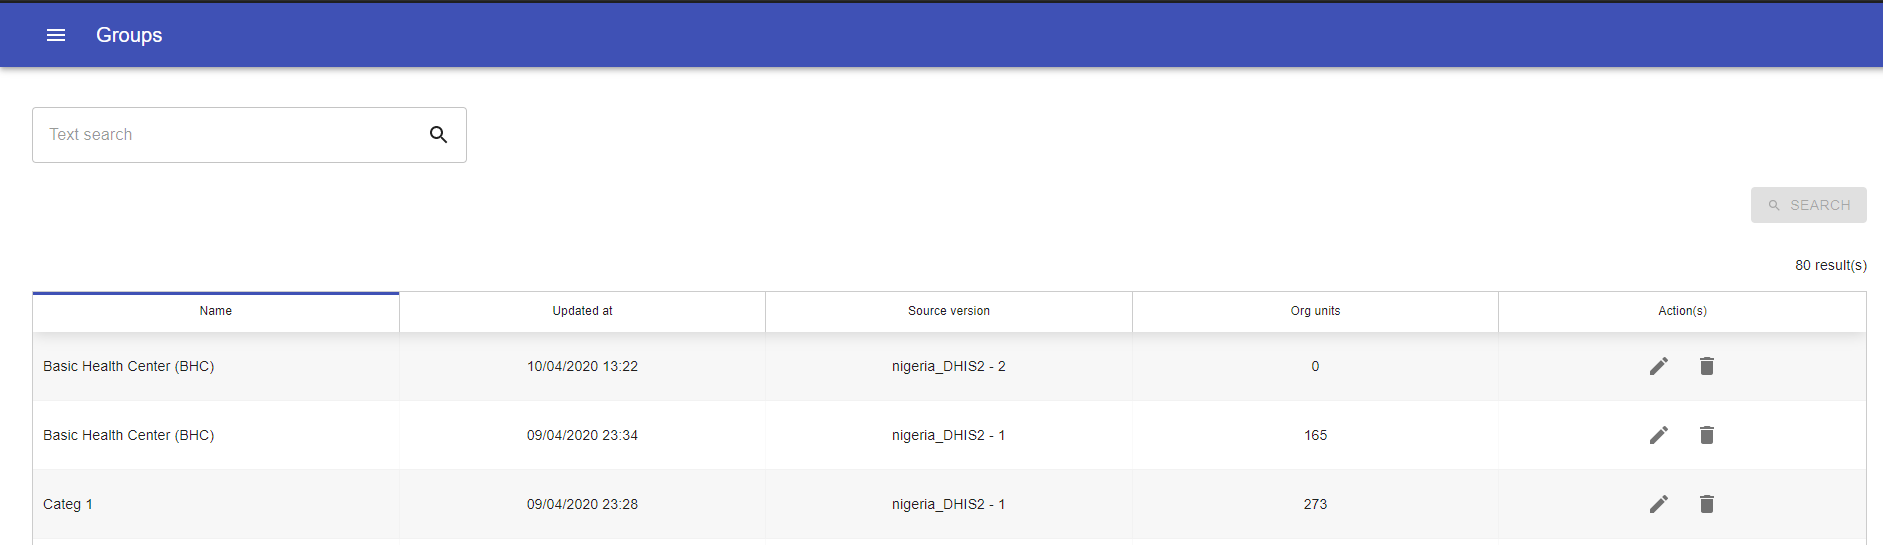 Groups
Text search
SEARCH
80 result(s)
Name Updated at Source version Org units Action(s)
Basic Health Center (BHC) 10/04/2020 13:22 nigeria_DHIS2 - 2 0
Basic Health Center (BHC) 09/04/2020 23:34 nigeria_DHIS2 - 1 165
Categ 1 09/04/2020 23:28 nigeria_DHIS2 - 1 273